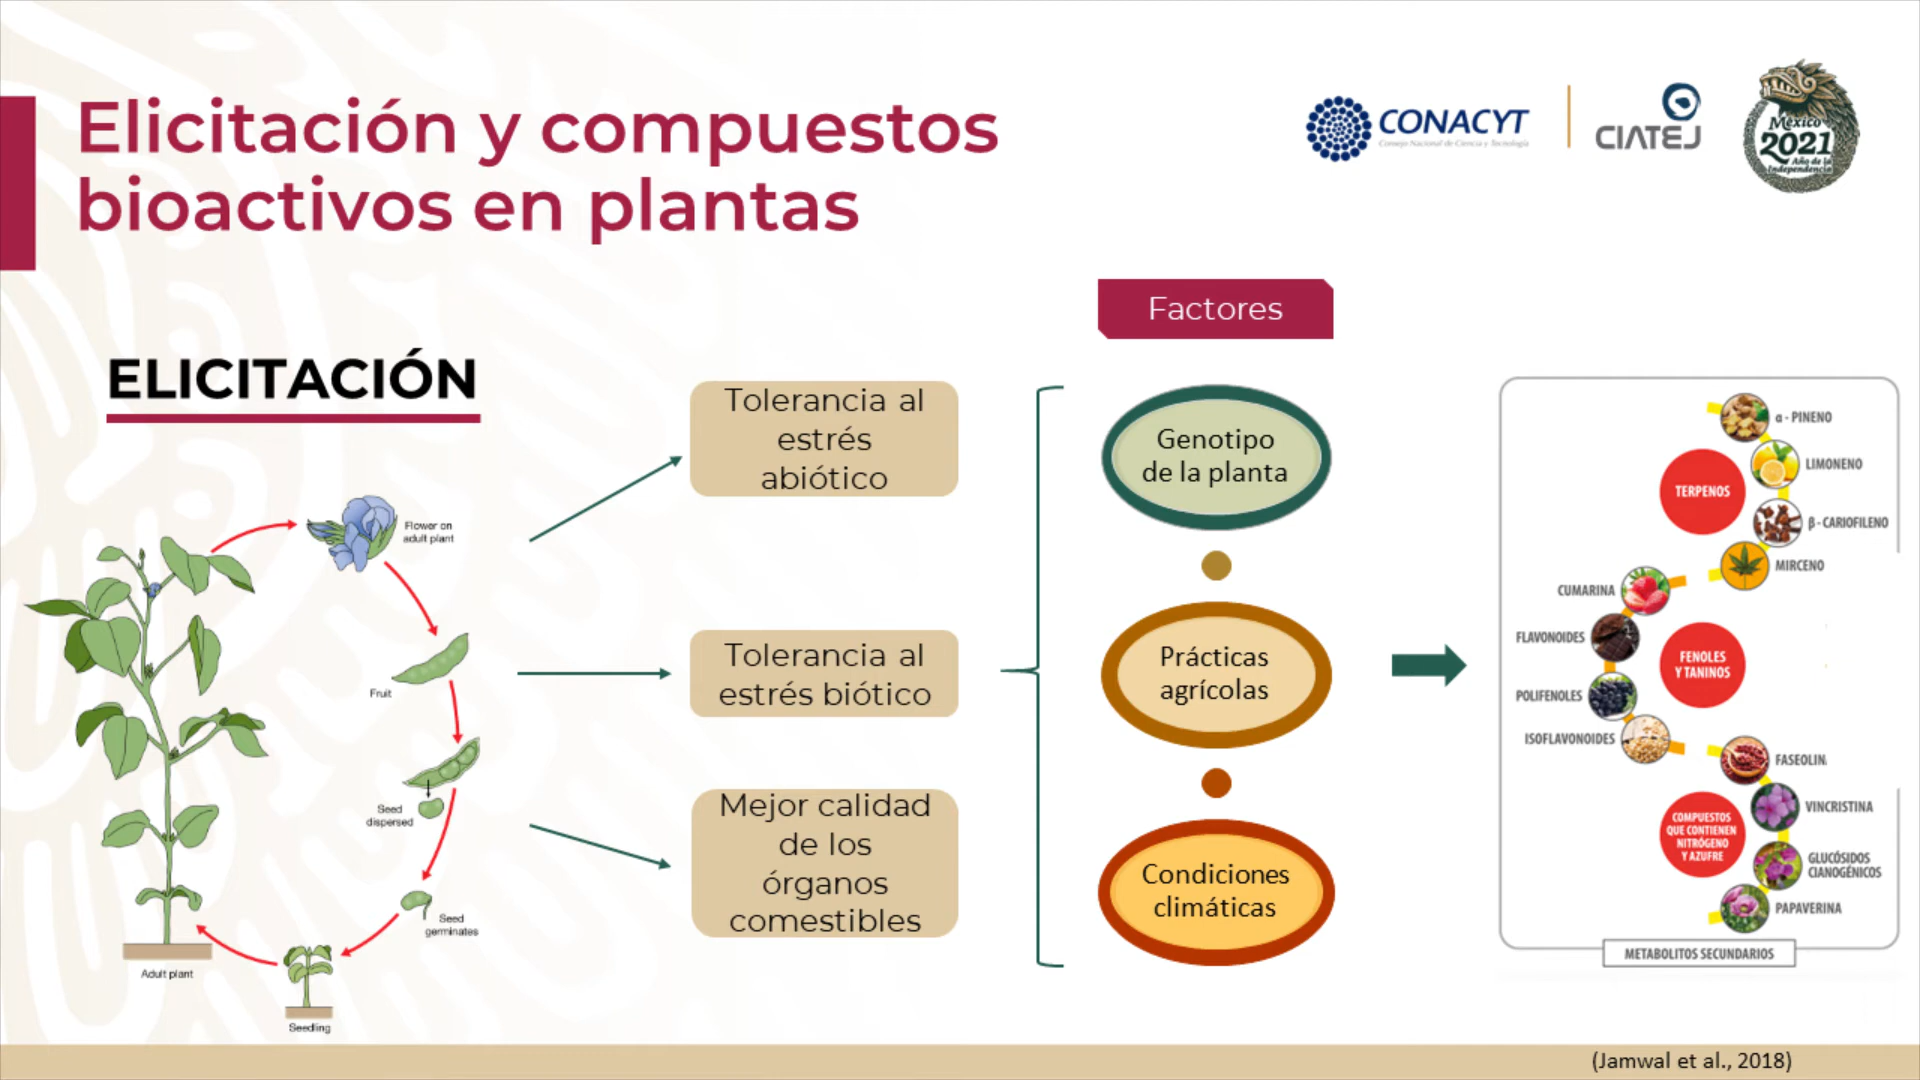 Elicitación y compuestos
bioactivos en plantas
CONACYT
Consejo Nacional de Ciencia y Tecnología
CIATEJ
México
2021
Año de la
Independencia
ELICITACIÓN
Flower on
adult plant
Fruit
Seed
dispersed
Seed
germinates
Seedling
Adult plant
Tolerancia al
estrés
abiótico
Tolerancia al
estrés biótico
Mejor calidad
de los
órganos
comestibles
Factores
Genotipo
de la planta
Prácticas
agrícolas
Condiciones
climáticas
TERPENOS
α - PINENO
LIMONENO
β - CARIOFILENO
MIRCENO
FENOLES
Y TANINOS
CUMARINA
FLAVONOIDES
POLIFENOLES
ISOFLAVONOIDES
COMPUESTOS
QUE CONTIENEN
NITRÓGENO
Y AZUFRE
FASEOLIN
VINCRISTINA
GLUCÓSIDOS
CIANOGÉNICOS
PAPAVERINA
METABOLITOS SECUNDARIOS
(Jamwal et al., 2018)